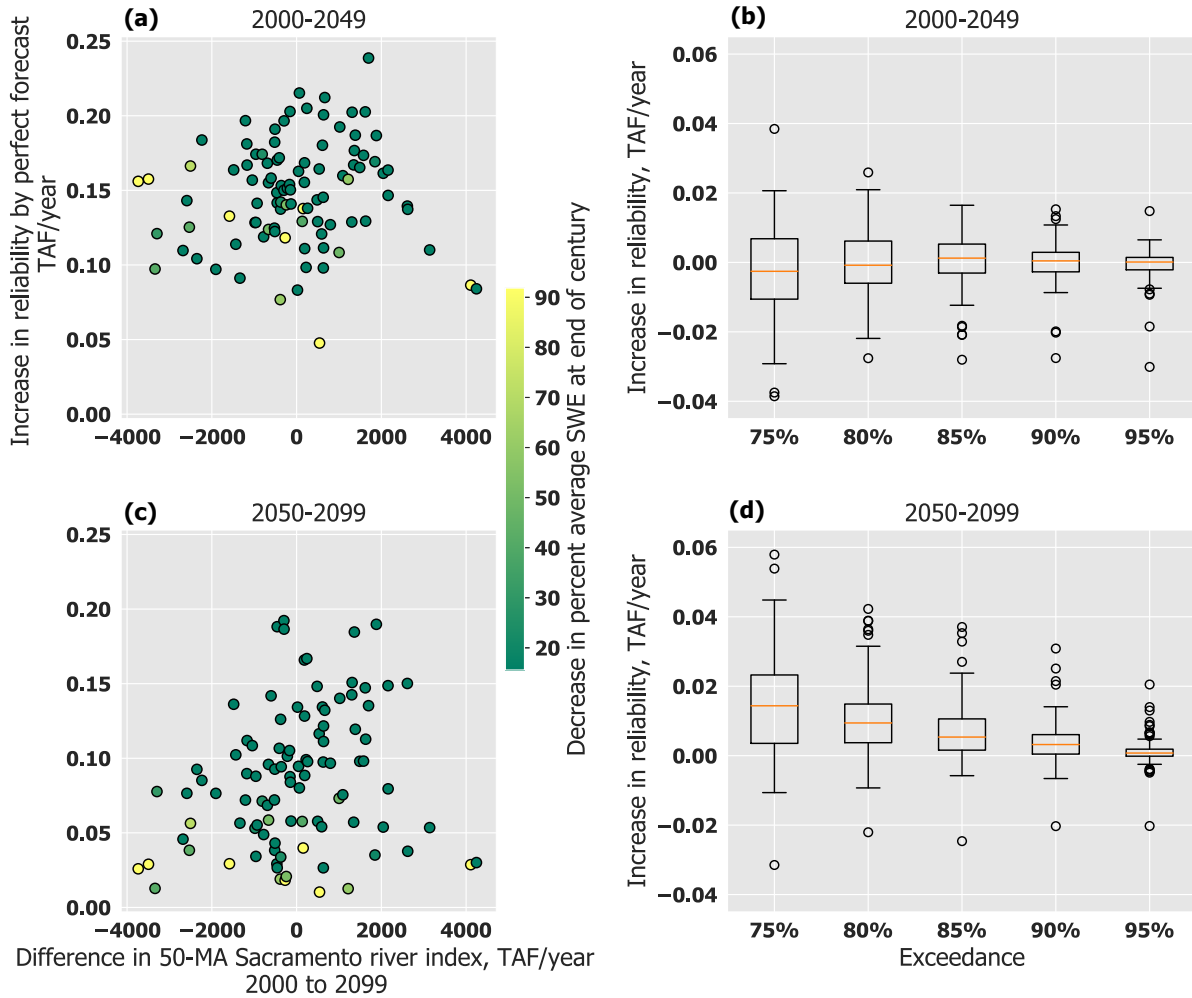 (a)
2000-2049
Increase in reliability by perfect forecast
TAF/year
0.25
0.20
0.15
0.10
0.05
0.00
−4000 −2000 0 2000 4000
(b)
2000-2049
Increase in reliability, TAF/year
0.06
0.04
0.02
0.00
−0.02
−0.04
75% 80% 85% 90% 95%
90
80
70
60
50
40
30
20
Decrease in percent average SWE at end of century
(c)
2050-2099
0.25
0.20
0.15
0.10
0.05
0.00
−4000 −2000 0 2000 4000
Difference in 50-MA Sacramento river index, TAF/year
2000 to 2099
(d)
2050-2099
Increase in reliability, TAF/year
0.06
0.04
0.02
0.00
−0.02
−0.04
75% 80% 85% 90% 95%
Exceedance